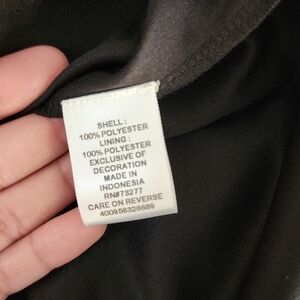 SHELL:
100% POLYESTER
LINING:
100% POLYESTER
EXCLUSIVE OF
DECORATION
MADE IN
INDONESIA
RN#73277
CARE ON REVERSE
400956326689